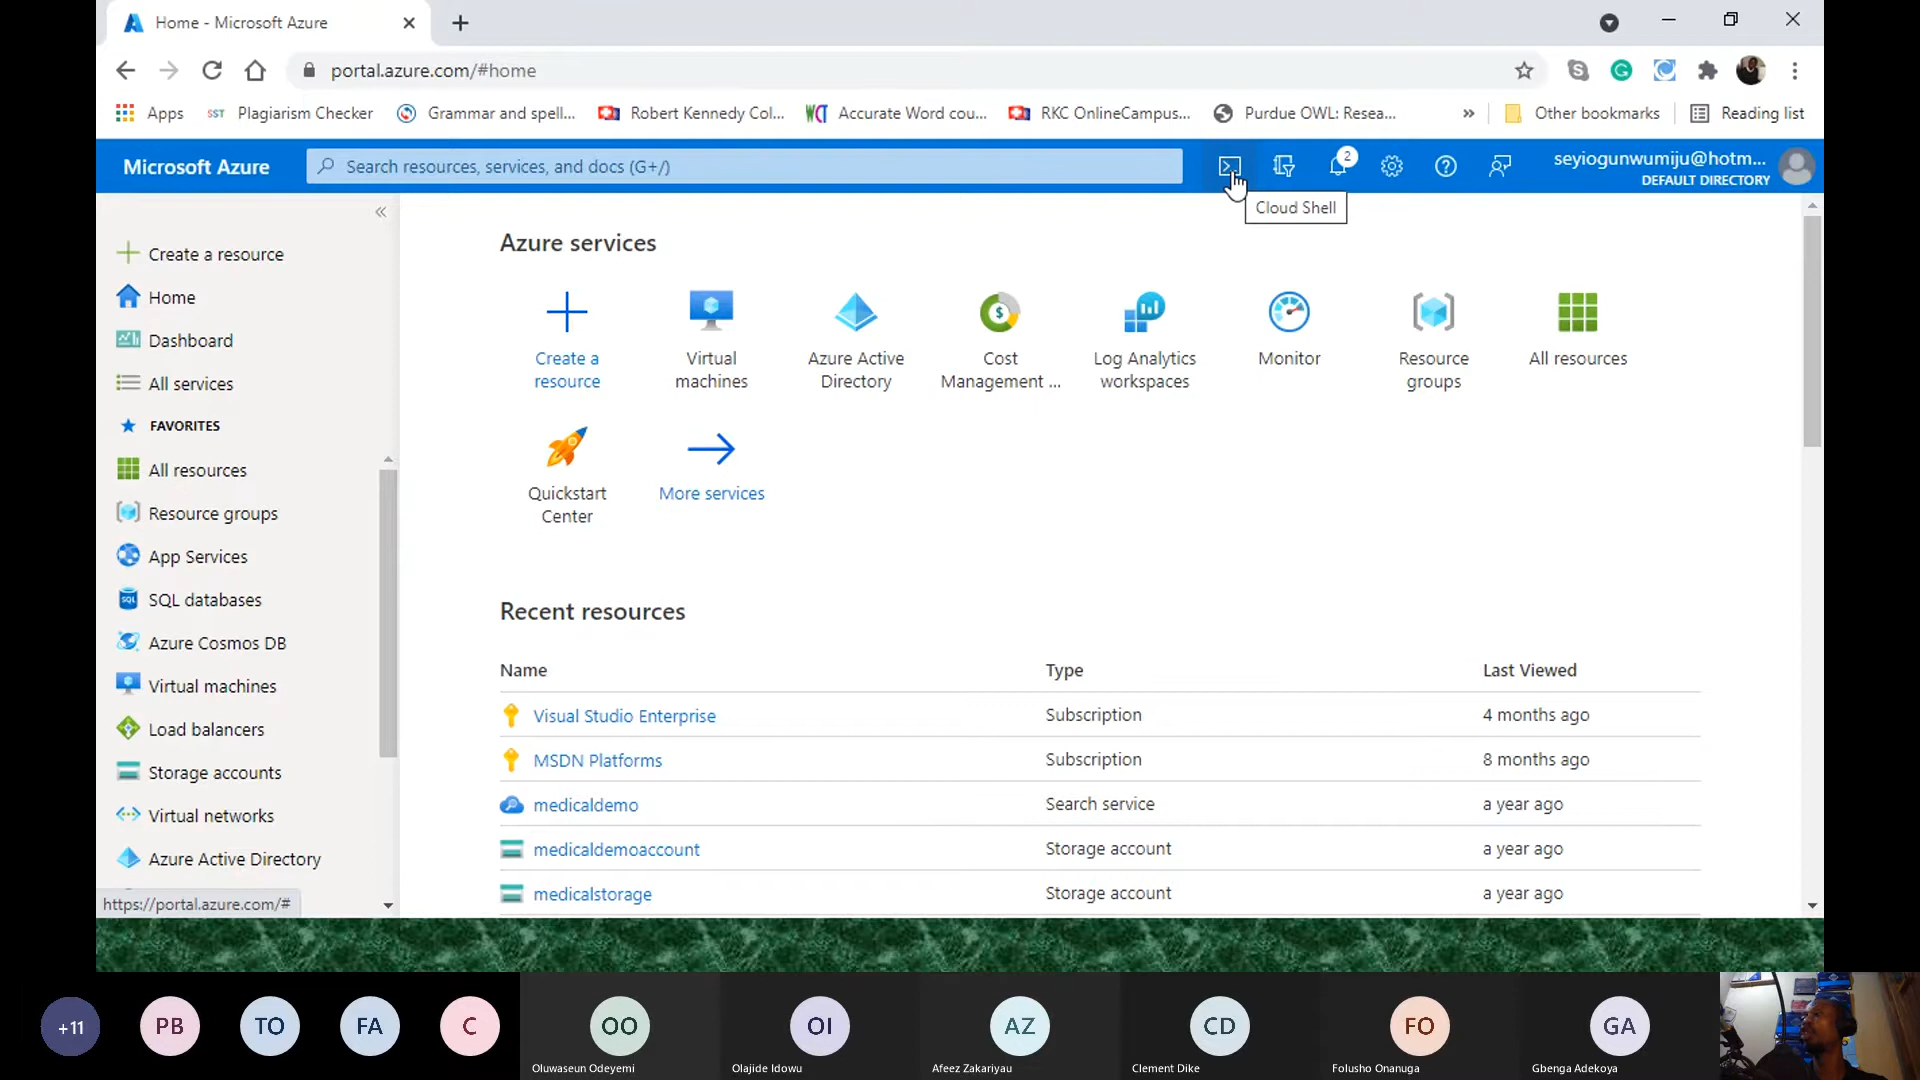 Home - Microsoft Azure
portal.azure.com/#home
Apps
SST Plagiarism Checker
Grammar and spell...
Robert Kennedy Col...
WCT Accurate Word cou...
RKC OnlineCampus...
Purdue OWL: Resea...
»
Other bookmarks
Reading list
Microsoft Azure
Search resources, services, and docs (G+/)
2
seyiogunwumiju@hotm...
DEFAULT DIRECTORY
Cloud Shell
Create a resource
Home
Dashboard
All services
FAVORITES
All resources
Resource groups
App Services
SQL databases
Azure Cosmos DB
Virtual machines
Load balancers
Storage accounts
Virtual networks
Azure Active Directory
https://portal.azure.com/#
Azure services
Create a
resource
Virtual
machines
Azure Active
Directory
Cost
Management ...
Log Analytics
workspaces
Monitor
Resource
groups
All resources
Quickstart
Center
More services
Recent resources
Name Type Last Viewed
Visual Studio Enterprise Subscription 4 months ago
MSDN Platforms Subscription 8 months ago
medicaldemo Search service a year ago
medicaldemoaccount Storage account a year ago
medicalstorage Storage account a year ago
+11
PB
TO
FA
C
OO
Oluwaseun Odeyemi
OI
Olajide Idowu
AZ
Afeez Zakariyau
CD
Clement Dike
FO
Folusho Onanuga
GA
Gbenga Adekoya